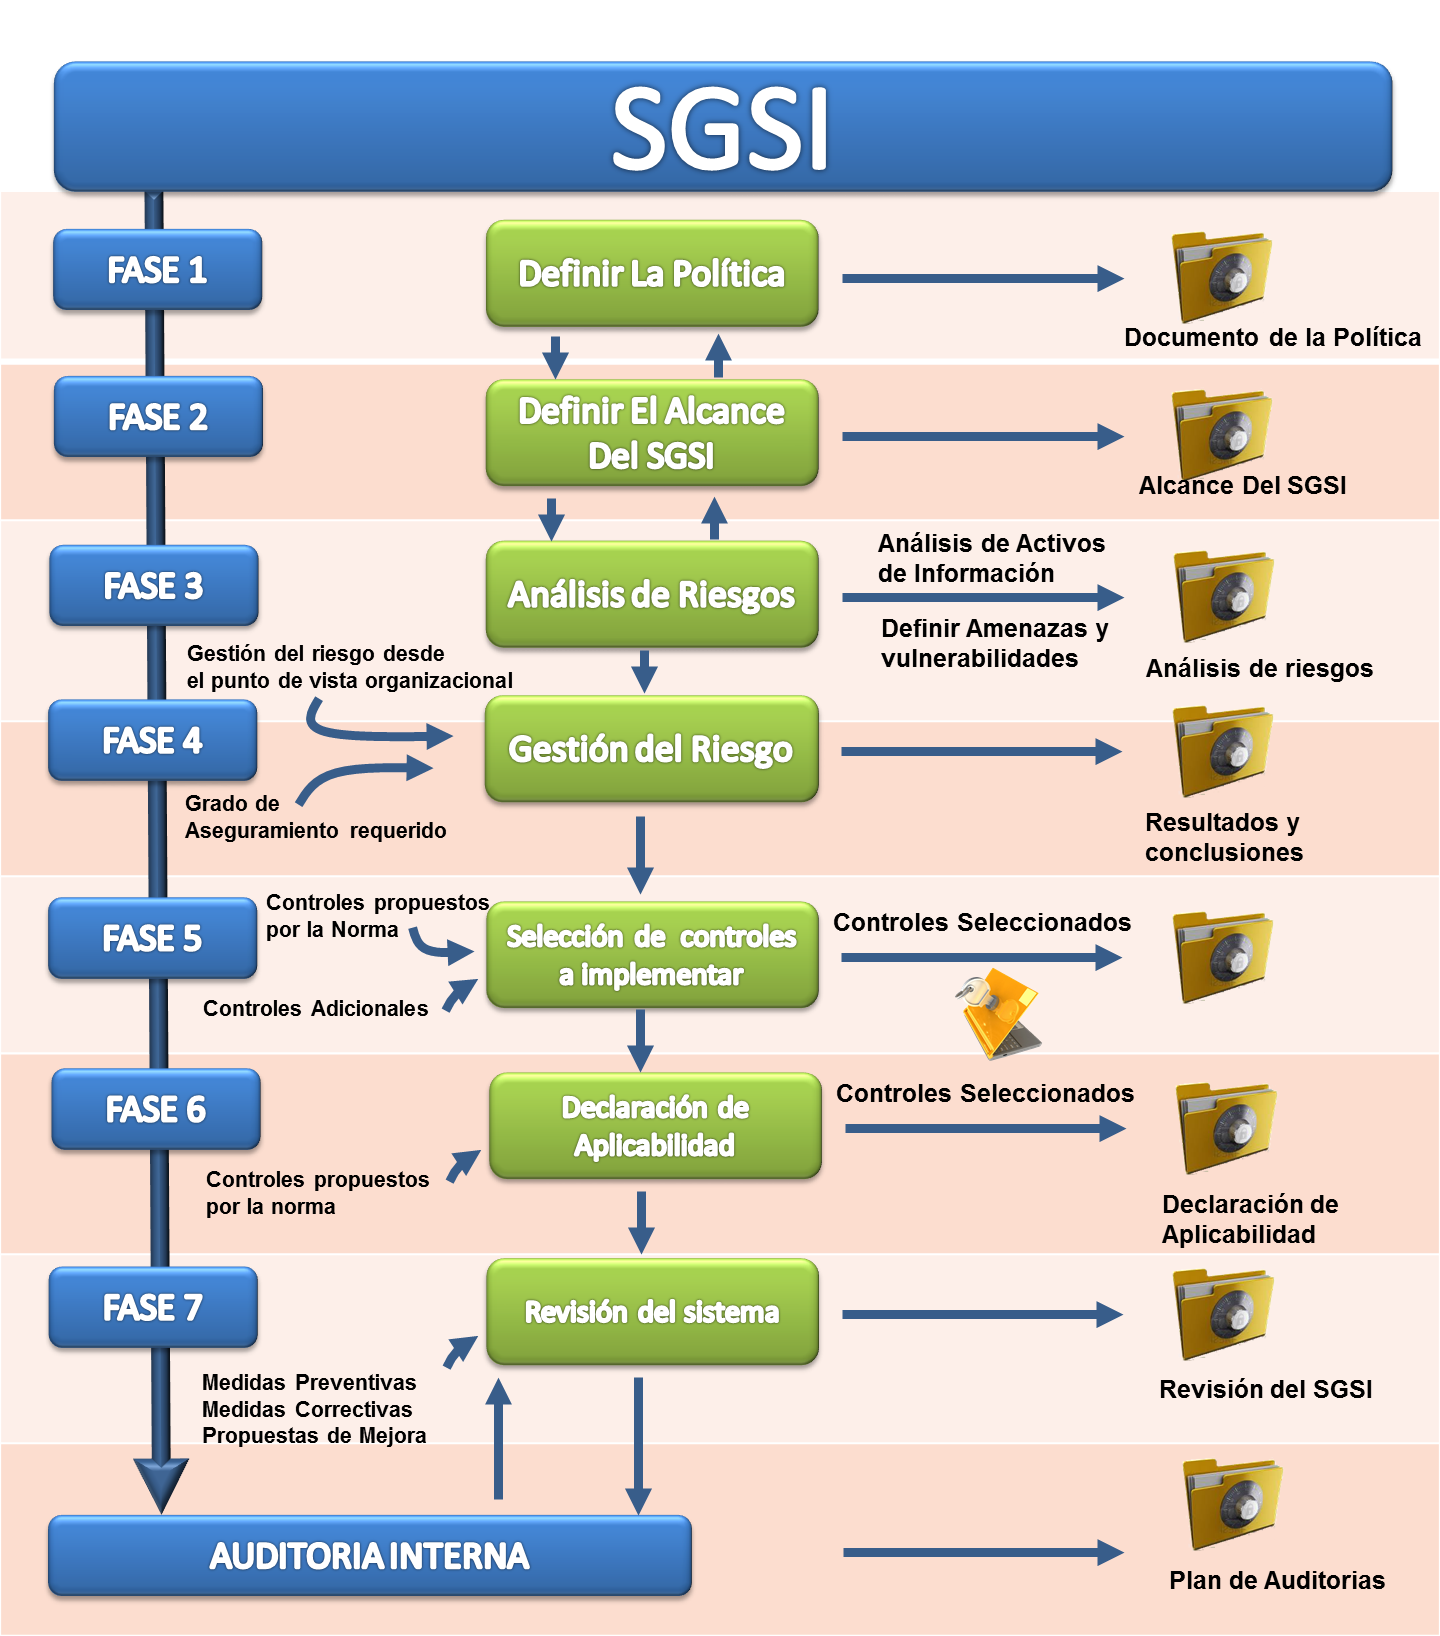 SGSI
FASE 1
Definir La Política
Documento de la Política
FASE 2
Definir El Alcance
Del SGSI
Alcance Del SGSI
FASE 3
Análisis de Riesgos
Análisis de Activos
de Información
Definir Amenazas y
vulnerabilidades
Análisis de riesgos
Gestión del riesgo desde
el punto de vista organizacional
FASE 4
Gestión del Riesgo
Grado de
Aseguramiento requerido
Resultados y
conclusiones
Controles propuestos
por la Norma
FASE 5
Selección de controles
a implementar
Controles Seleccionados
Controles Adicionales
FASE 6
Declaración de
Aplicabilidad
Controles Seleccionados
Controles propuestos
por la norma
Declaración de
Aplicabilidad
FASE 7
Revisión del sistema
Medidas Preventivas
Medidas Correctivas
Propuestas de Mejora
Revisión del SGSI
AUDITORIA INTERNA
Plan de Auditorias